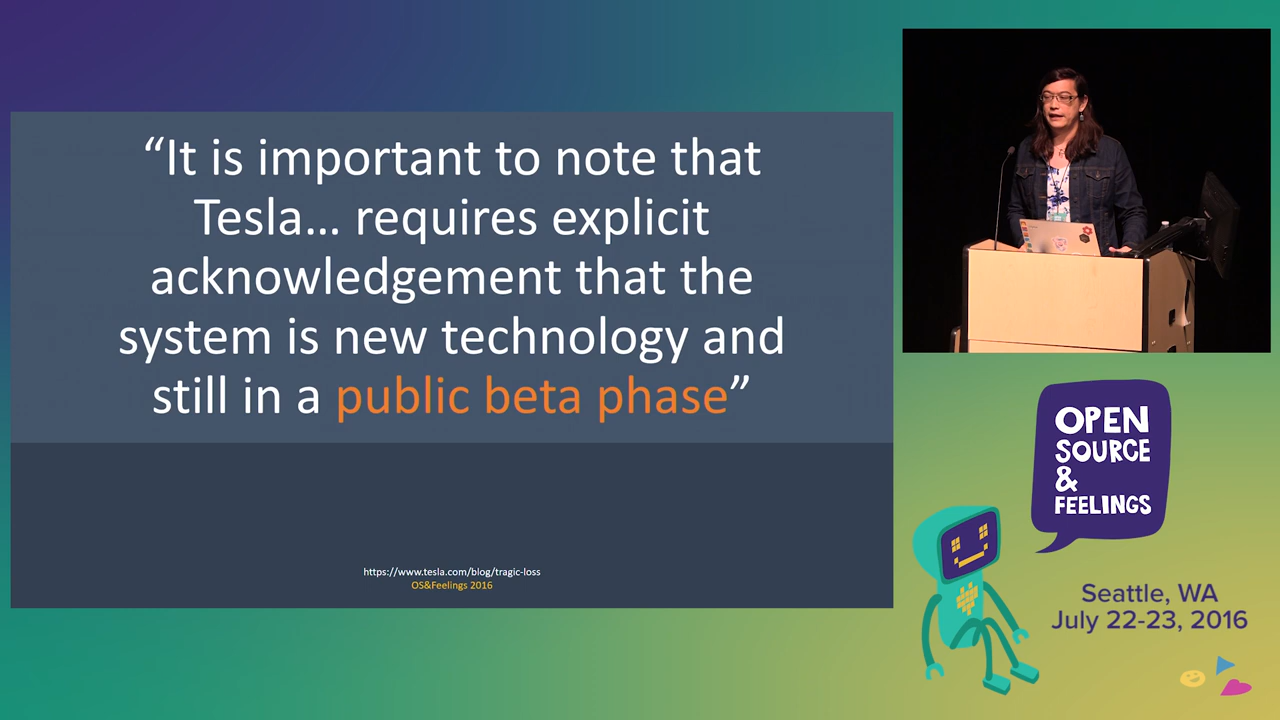 “It is important to note that
Tesla… requires explicit
acknowledgement that the
system is new technology and
still in a public beta phase”
https://www.tesla.com/blog/tragic-loss
OS&Feelings 2016
OPEN
SOURCE
&
FEELINGS
Seattle, WA
July 22-23, 2016